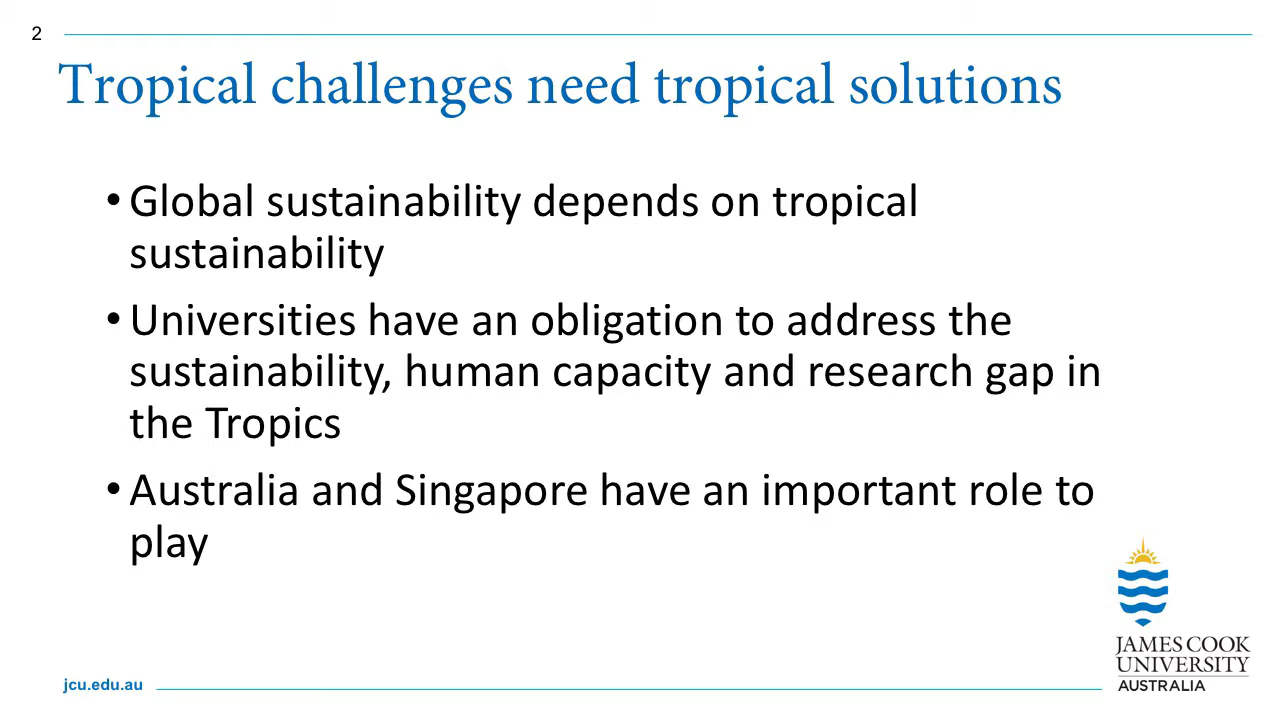 2
Tropical challenges need tropical solutions
• Global sustainability depends on tropical
sustainability
• Universities have an obligation to address the
sustainability, human capacity and research gap in
the Tropics
• Australia and Singapore have an important role to
play
JAMES COOK
UNIVERSITY
AUSTRALIA
jcu.edu.au